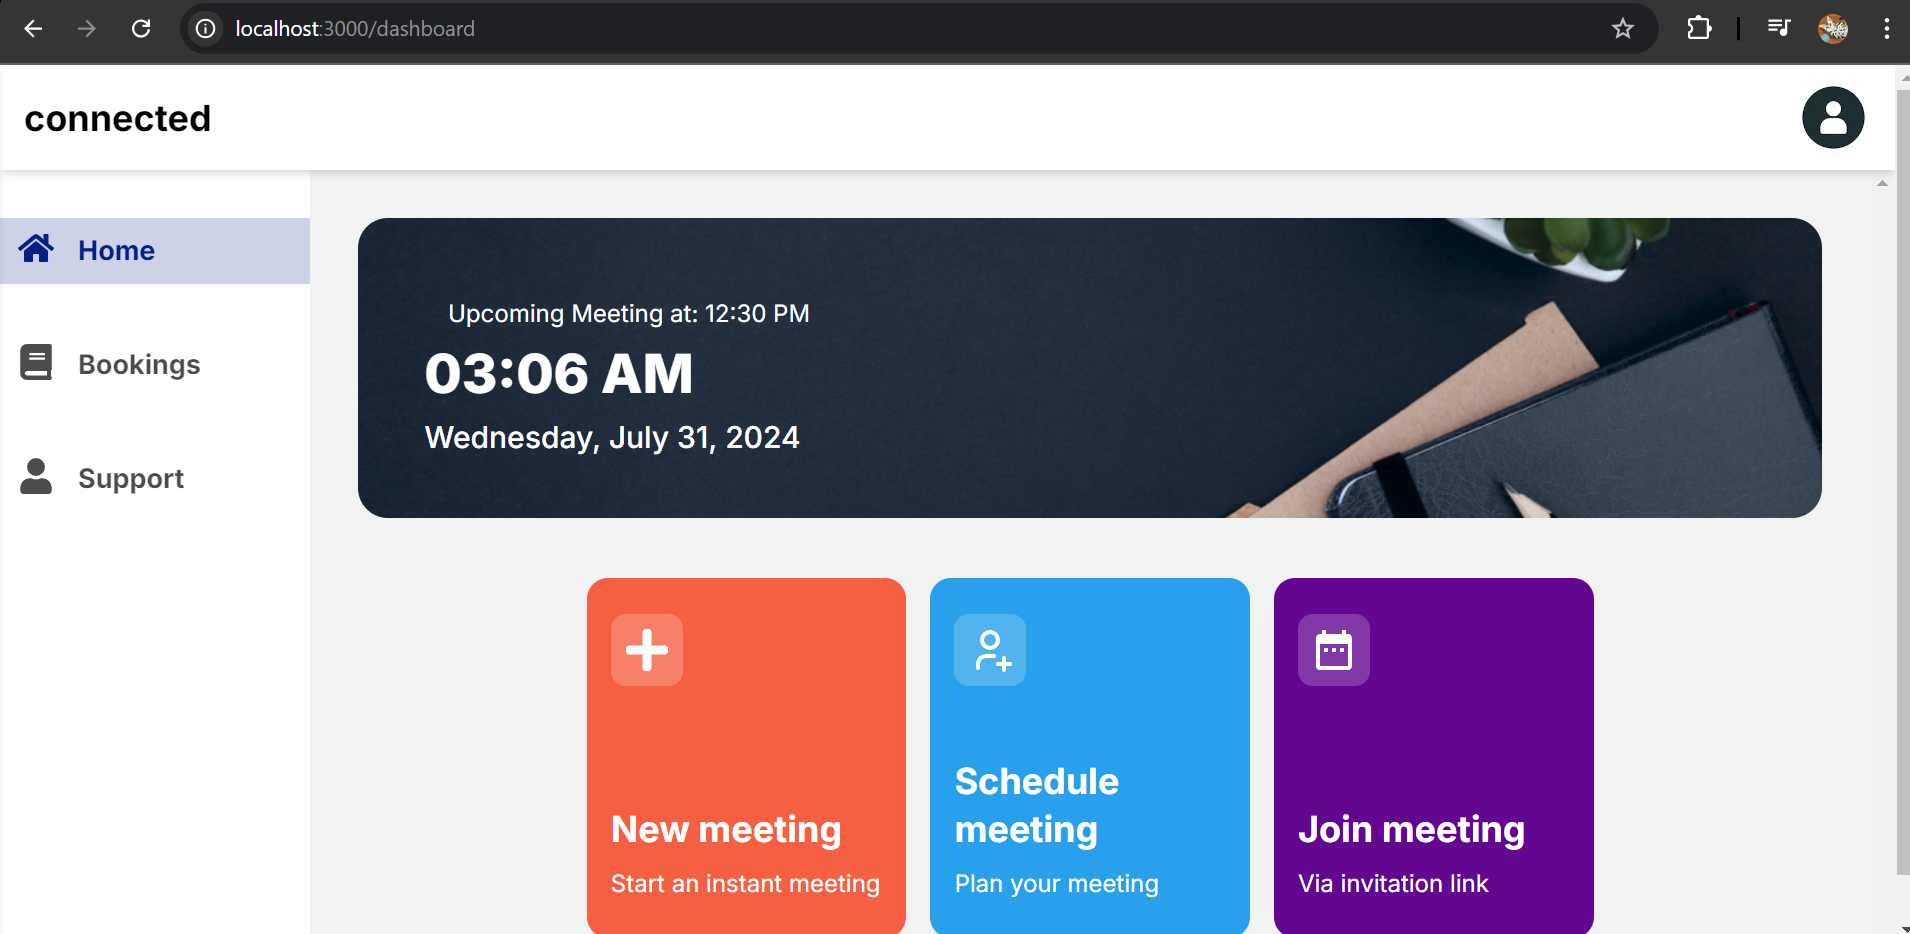 localhost:3000/dashboard
connected
Home
Bookings
Support
Upcoming Meeting at: 12:30 PM
03:06 AM
Wednesday, July 31, 2024
New meeting
Start an instant meeting
Schedule
meeting
Plan your meeting
Join meeting
Via invitation link